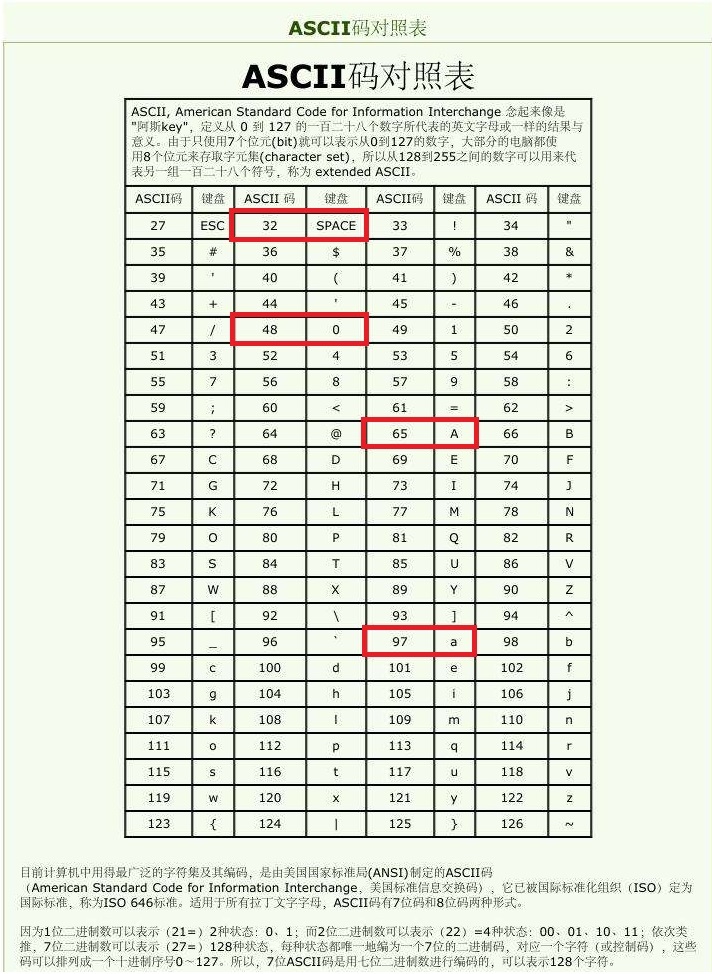 ASCII码对照表
ASCII码对照表
ASCII, American Standard Code for Information Interchange 念起来像是
"阿斯key"，定义从 0 到 127 的一百二十八个数字所代表的英文字母或一样的结果与
意义。由于只使用7个位元(bit)就可以表示从0到127的数字，大部分的电脑都使
用8个位元来存取字元集(character set)，所以从128到255之间的数字可以用来代
表另一组一百二十八个符号，称为 extended ASCII。
ASCII码 键盘 ASCII 码 键盘 ASCII码 键盘 ASCII 码 键盘
27 ESC 32 SPACE 33 ! 34 "
35 # 36 $ 37 % 38 &
39 ' 40 ( 41 ) 42 *
43 + 44 ' 45 - 46 .
47 / 48 0 49 1 50 2
51 3 52 4 53 5 54 6
55 7 56 8 57 9 58 :
59 ; 60 < 61 = 62 >
63 ? 64 @ 65 A 66 B
67 C 68 D 69 E 70 F
71 G 72 H 73 I 74 J
75 K 76 L 77 M 78 N
79 O 80 P 81 Q 82 R
83 S 84 T 85 U 86 V
87 W 88 X 89 Y 90 Z
91 [ 92 \ 93 ] 94 ^
95 _ 96 ` 97 a 98 b
99 c 100 d 101 e 102 f
103 g 104 h 105 i 106 j
107 k 108 l 109 m 110 n
111 o 112 p 113 q 114 r
115 s 116 t 117 u 118 v
119 w 120 x 121 y 122 z
123 { 124 | 125 } 126 ~
目前计算机中用得最广泛的字符集及其编码，是由美国国家标准局(ANSI)制定的ASCII码
（American Standard Code for Information Interchange，美国标准信息交换码），它已被国际标准化组织（ISO）定为
国际标准，称为ISO 646标准。适用于所有拉丁文字字母，ASCII码有7位码和8位码两种形式。
因为1位二进制数可以表示（21=）2种状态：0、1；而2位二进制数可以表示（22）=4种状态：00、01、10、11；依次类
推，7位二进制数可以表示（27=）128种状态，每种状态都唯一地编为一个7位的二进制码，对应一个字符（或控制码），这些
码可以排列成一个十进制序号0～127。所以，7位ASCII码是用七位二进制数进行编码的，可以表示128个字符。